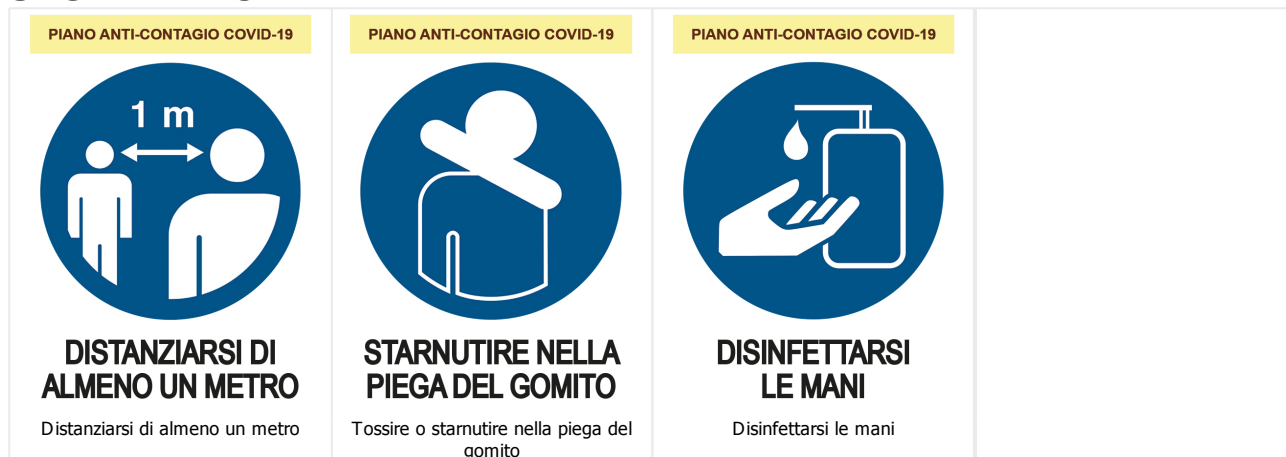 PIANO ANTI-CONTAGIO COVID-19
1 m
DISTANZIARSI DI
ALMENO UN METRO
Distanziarsi di almeno un metro
PIANO ANTI-CONTAGIO COVID-19
STARNUTIRE NELLA
PIEGA DEL GOMITO
Tossire o starnutire nella piega del
gomito
PIANO ANTI-CONTAGIO COVID-19
DISINFETTARSI
LE MANI
Disinfettarsi le mani